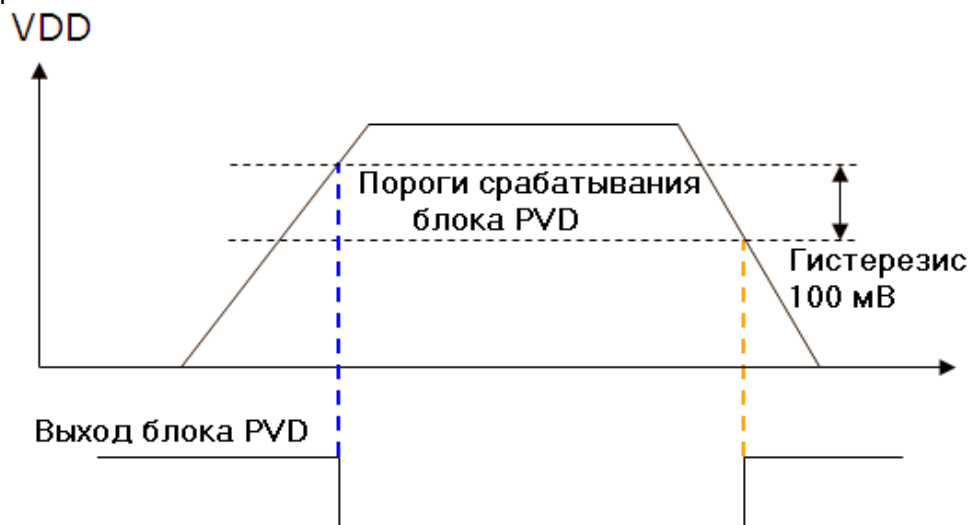 VDD
Пороги срабатывания
блока PVD
Гистерезис
100 мВ
Выход блока PVD